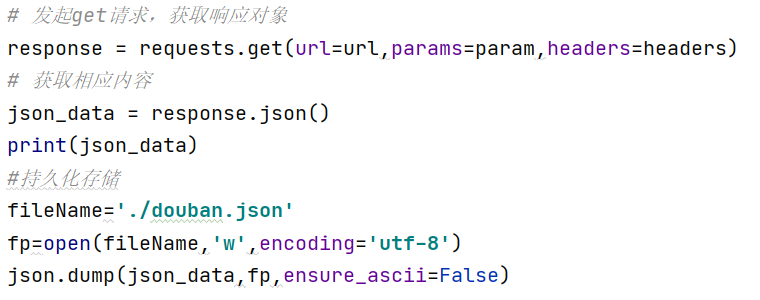 # 发起get请求，获取响应对象
response = requests.get(url=url,params=param,headers=headers)
# 获取相应内容
json_data = response.json()
print(json_data)
#持久化存储
fileName='./douban.json'
fp=open(fileName,'w',encoding='utf-8')
json.dump(json_data,fp,ensure_ascii=False)